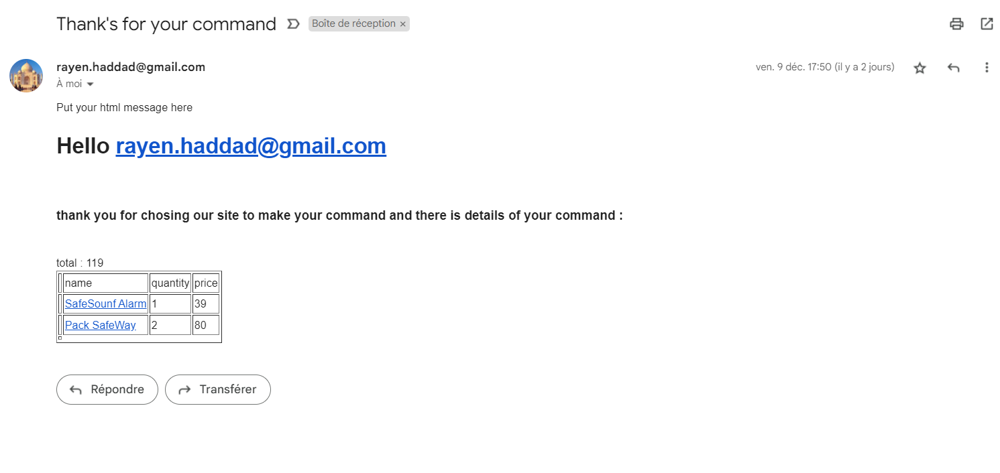 Thank's for your command Boîte de réception ×
rayen.haddad@gmail.com ven. 9 déc. 17:50 (il y a 2 jours)
À moi
Put your html message here
Hello rayen.haddad@gmail.com
thank you for chosing our site to make your command and there is details of your command :
total : 119
name quantity price
SafeSounf Alarm 1 39
Pack SafeWay 2 80
Répondre Transférer